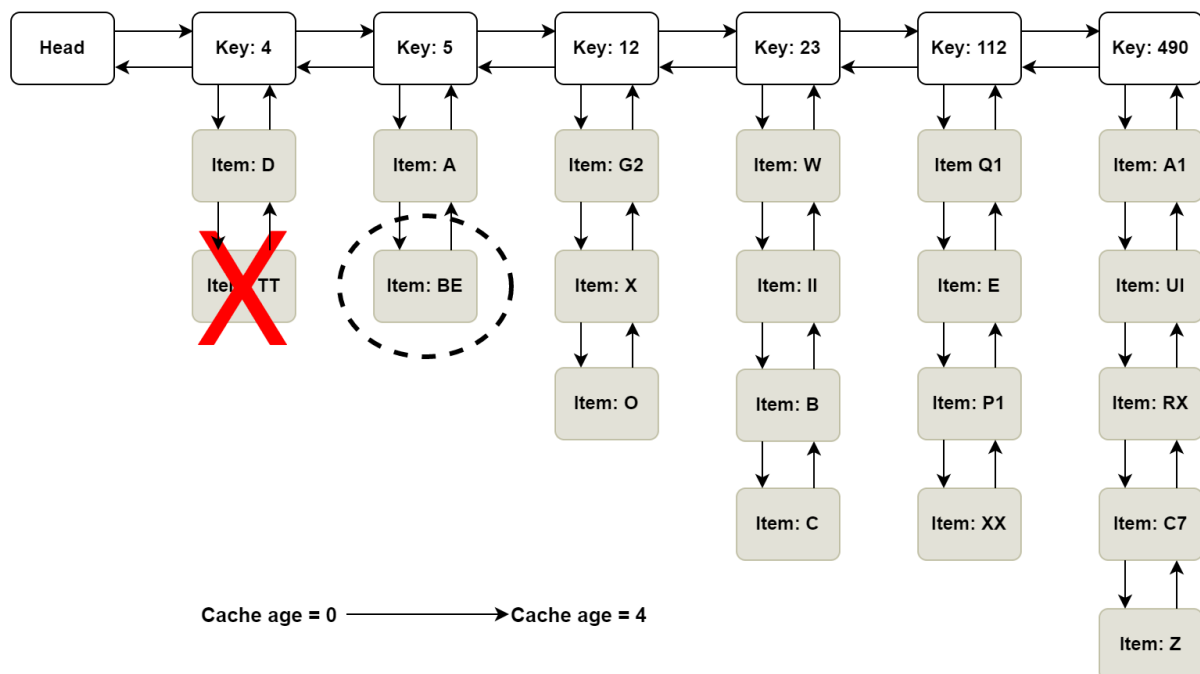 Head
Key: 4
Key: 5
Key: 12
Key: 23
Key: 112
Key: 490
Item: D
Item: A
Item: G2
Item: W
Item Q1
Item: A1
TT
Item: BE
Item: X
Item: II
Item: E
Item: UI
Item: O
Item: B
Item: P1
Item: RX
Item: C
Item: XX
Item: C7
Cache age = 0
Cache age = 4
Item: Z